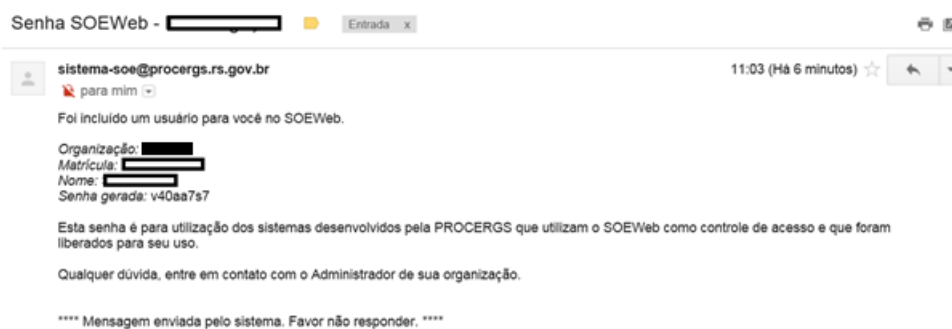 Senha SOEWeb -
Entrada x
sistema-soe@procergs.rs.gov.br
11:03 (Há 6 minutos)
para mim
Foi incluído um usuário para você no SOEWeb.
Organização:
Matrícula:
Nome:
Senha gerada: v40aa7s7
Esta senha é para utilização dos sistemas desenvolvidos pela PROCERGS que utilizam o SOEWeb como controle de acesso e que foram
liberados para seu uso.
Qualquer dúvida, entre em contato com o Administrador de sua organização.
**** Mensagem enviada pelo sistema. Favor não responder. ****